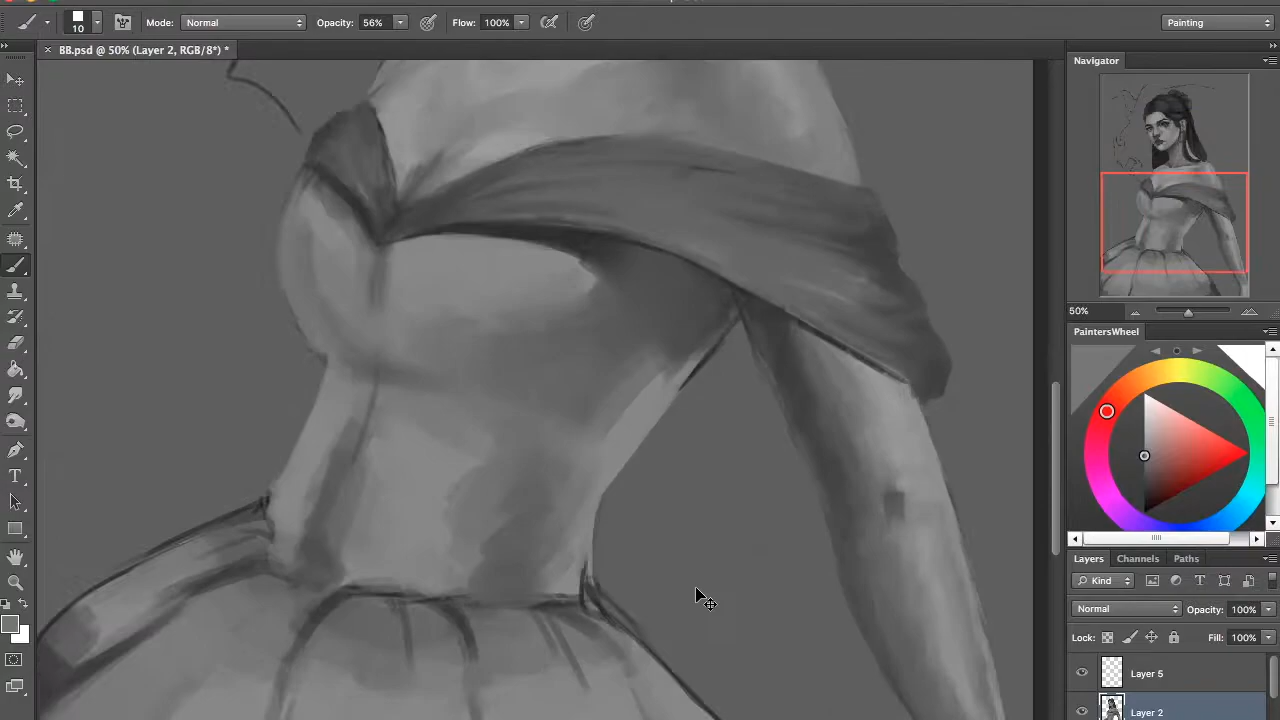 10 Mode: Normal Opacity: 56% Flow: 100% Painting
BB.psd @ 50% (Layer 2, RGB/8*) *
Navigator
50%
PaintersWheel
Layers Channels Paths
Kind
Normal Opacity: 100%
Lock: Fill: 100%
Layer 5
Layer 2